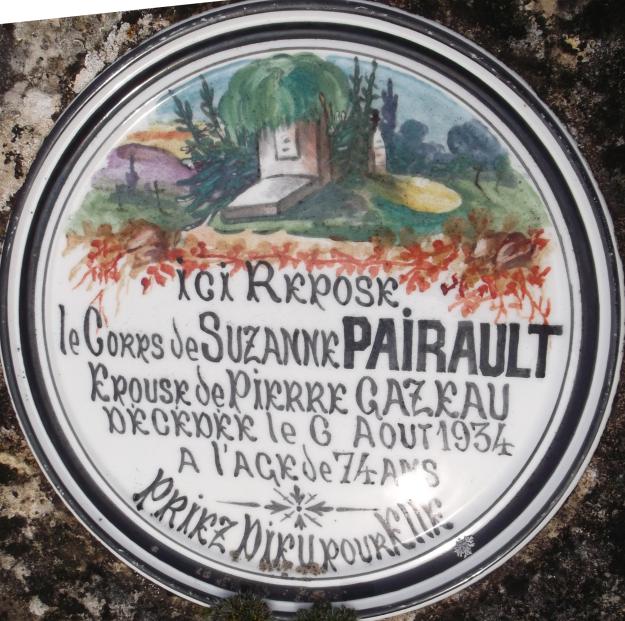 ici Repose
le Corps de Suzanne PAiRAULT
Epouse de Pierre GAZEAU
Décédée le 6 Aout 1934
A l'Age de 74 ans
Priez Dieu pour Elle